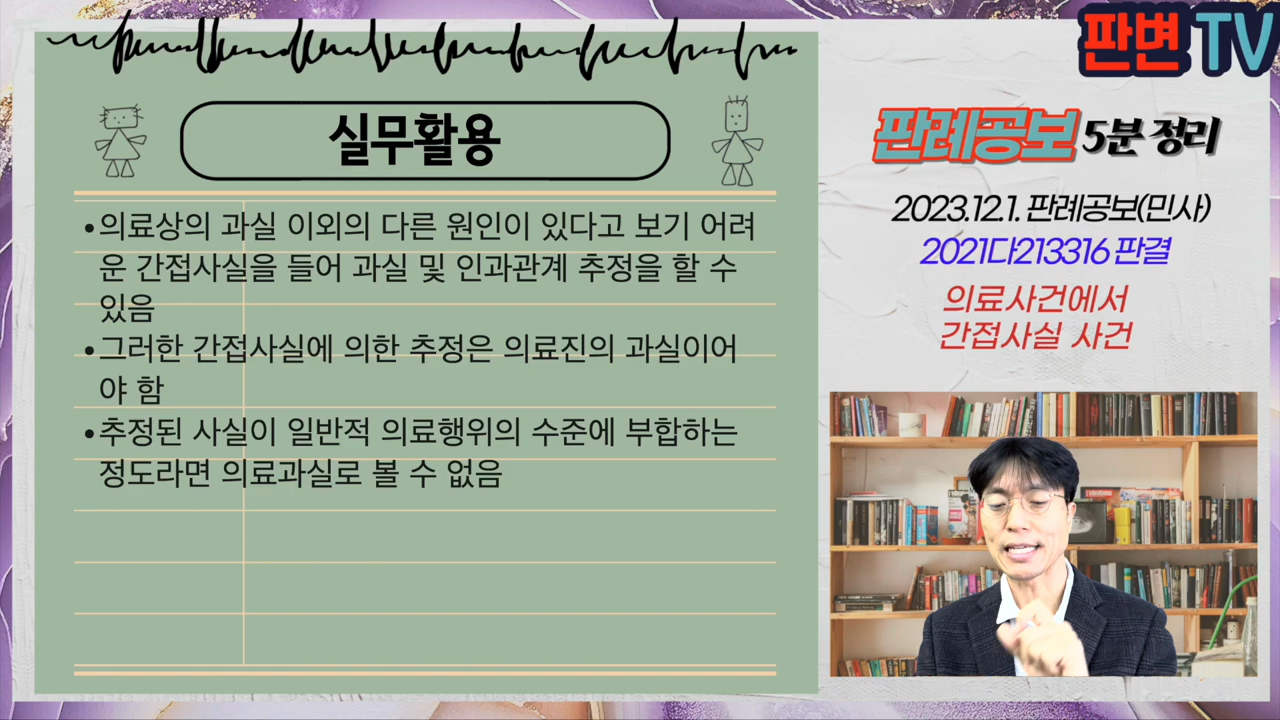 판변 TV
실무활용
•의료상의 과실 이외의 다른 원인이 있다고 보기 어려
운 간접사실을 들어 과실 및 인과관계 추정을 할 수
있음
•그러한 간접사실에 의한 추정은 의료진의 과실이어
야 함
•추정된 사실이 일반적 의료행위의 수준에 부합하는
정도라면 의료과실로 볼 수 없음
판례공보 5분 정리
2023.12.1. 판례공보(민사)
2021다213316 판결
의료사건에서
간접사실 사건